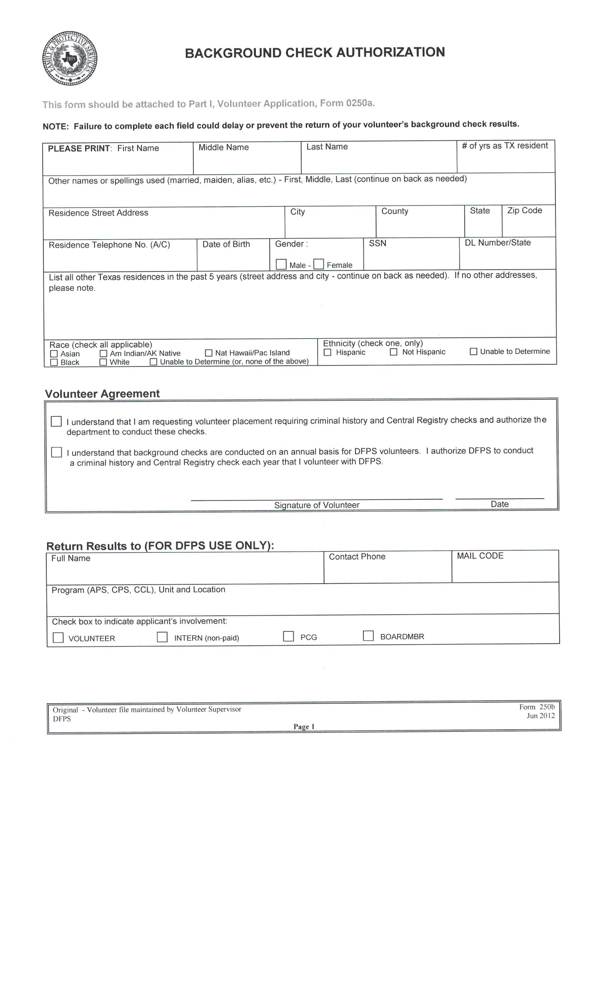 FAMILY & PROTECTIVE SERVICES
DFPS
BACKGROUND CHECK AUTHORIZATION
This form should be attached to Part I, Volunteer Application, Form 0250a.
NOTE: Failure to complete each field could delay or prevent the return of your volunteer's background check results.
PLEASE PRINT: First Name Middle Name Last Name # of yrs as TX resident
Other names or spellings used (married, maiden, alias, etc.) - First, Middle, Last (continue on back as needed)
Residence Street Address City County State Zip Code
Residence Telephone No. (A/C) Date of Birth Gender : SSN DL Number/State
Male - Female
List all other Texas residences in the past 5 years (street address and city - continue on back as needed). If no other addresses,
please note.
Race (check all applicable) Ethnicity (check one, only)
Asian Am Indian/AK Native Nat Hawaii/Pac Island Hispanic Not Hispanic Unable to Determine
Black White Unable to Determine (or, none of the above)
Volunteer Agreement
I understand that I am requesting volunteer placement requiring criminal history and Central Registry checks and authorize the
department to conduct these checks.
I understand that background checks are conducted on an annual basis for DFPS volunteers. I authorize DFPS to conduct
a criminal history and Central Registry check each year that I volunteer with DFPS.
Signature of Volunteer Date
Return Results to (FOR DFPS USE ONLY):
Full Name Contact Phone MAIL CODE
Program (APS, CPS, CCL), Unit and Location
Check box to indicate applicant's involvement:
VOLUNTEER INTERN (non-paid) PCG BOARDMBR
Original - Volunteer file maintained by Volunteer Supervisor Form 250b
DFPS Jun 2012
Page 1